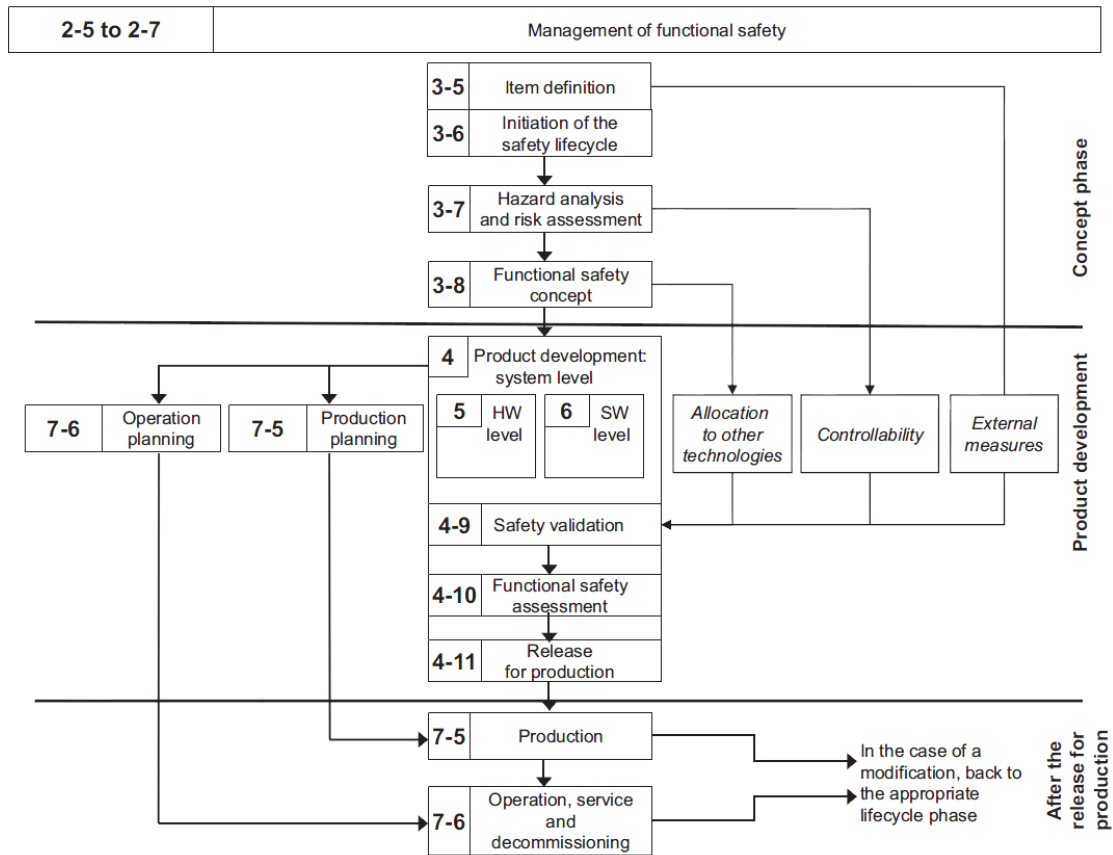 2-5 to 2-7
Management of functional safety
3-5
Item definition
3-6
Initiation of the
safety lifecycle
3-7
Hazard analysis
and risk assessment
3-8
Functional safety
concept
Concept phase
4
Product development:
system level
5
HW
level
6
SW
level
7-6
Operation
planning
7-5
Production
planning
Allocation
to other
technologies
Controllability
External
measures
4-9
Safety validation
4-10
Functional safety
assessment
4-11
Release
for production
Product development
7-5
Production
7-6
Operation, service
and
decommissioning
In the case of a
modification, back to
the appropriate
lifecycle phase
After the
release for
production